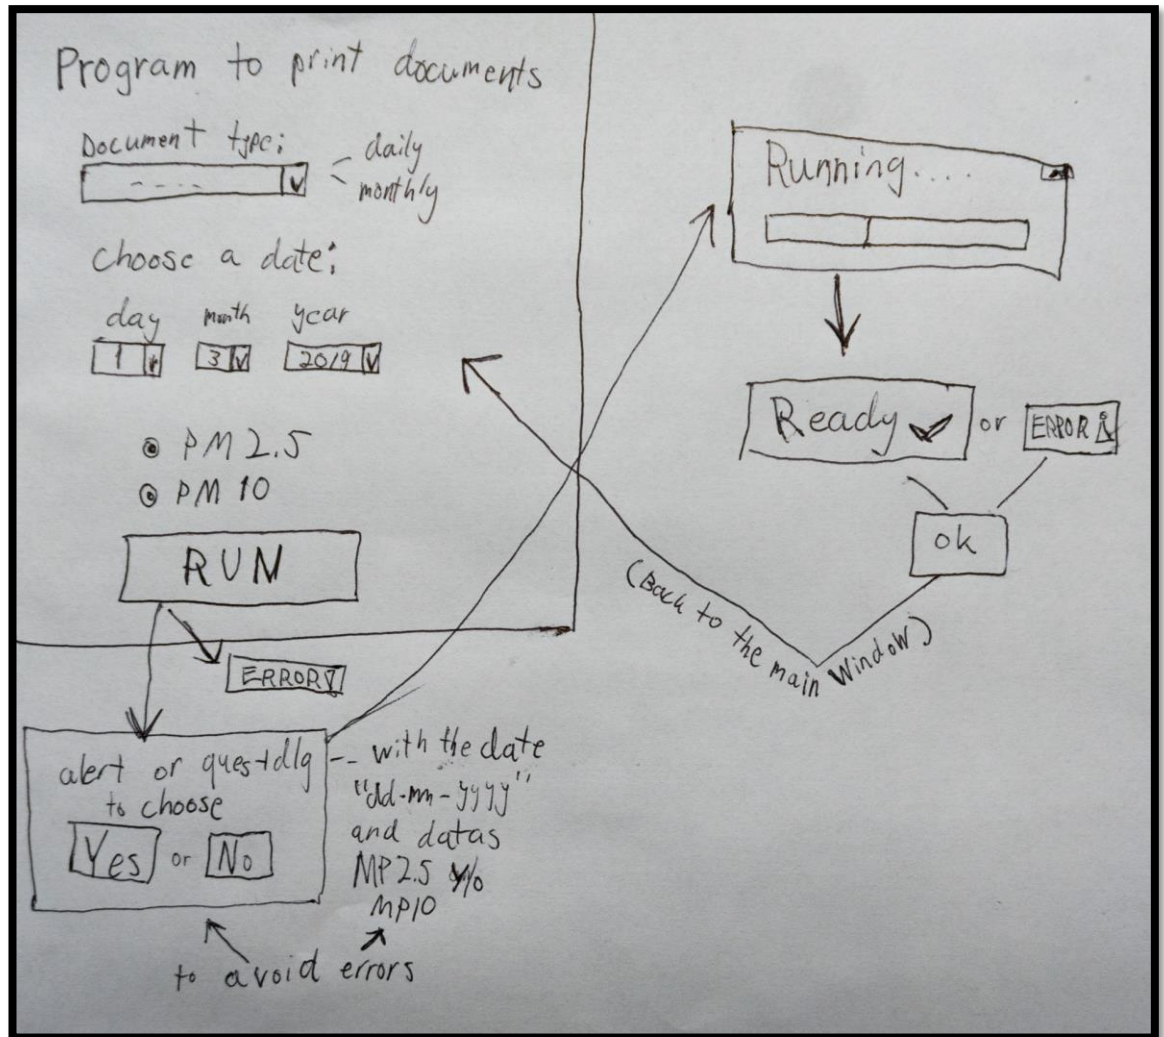 Program to print documents
Document type:
daily
monthly
----
Choose a date:
day month year
1 3 2019
PM 2.5
PM 10
RUN
ERROR
alert or questdlg
to choose
Yes or No
-- with the date
"dd-mm-yyyy"
and datas
MP2.5 y/o
MP10
to avoid errors
Running....
Ready or ERROR
ok
(Back to the main Window)